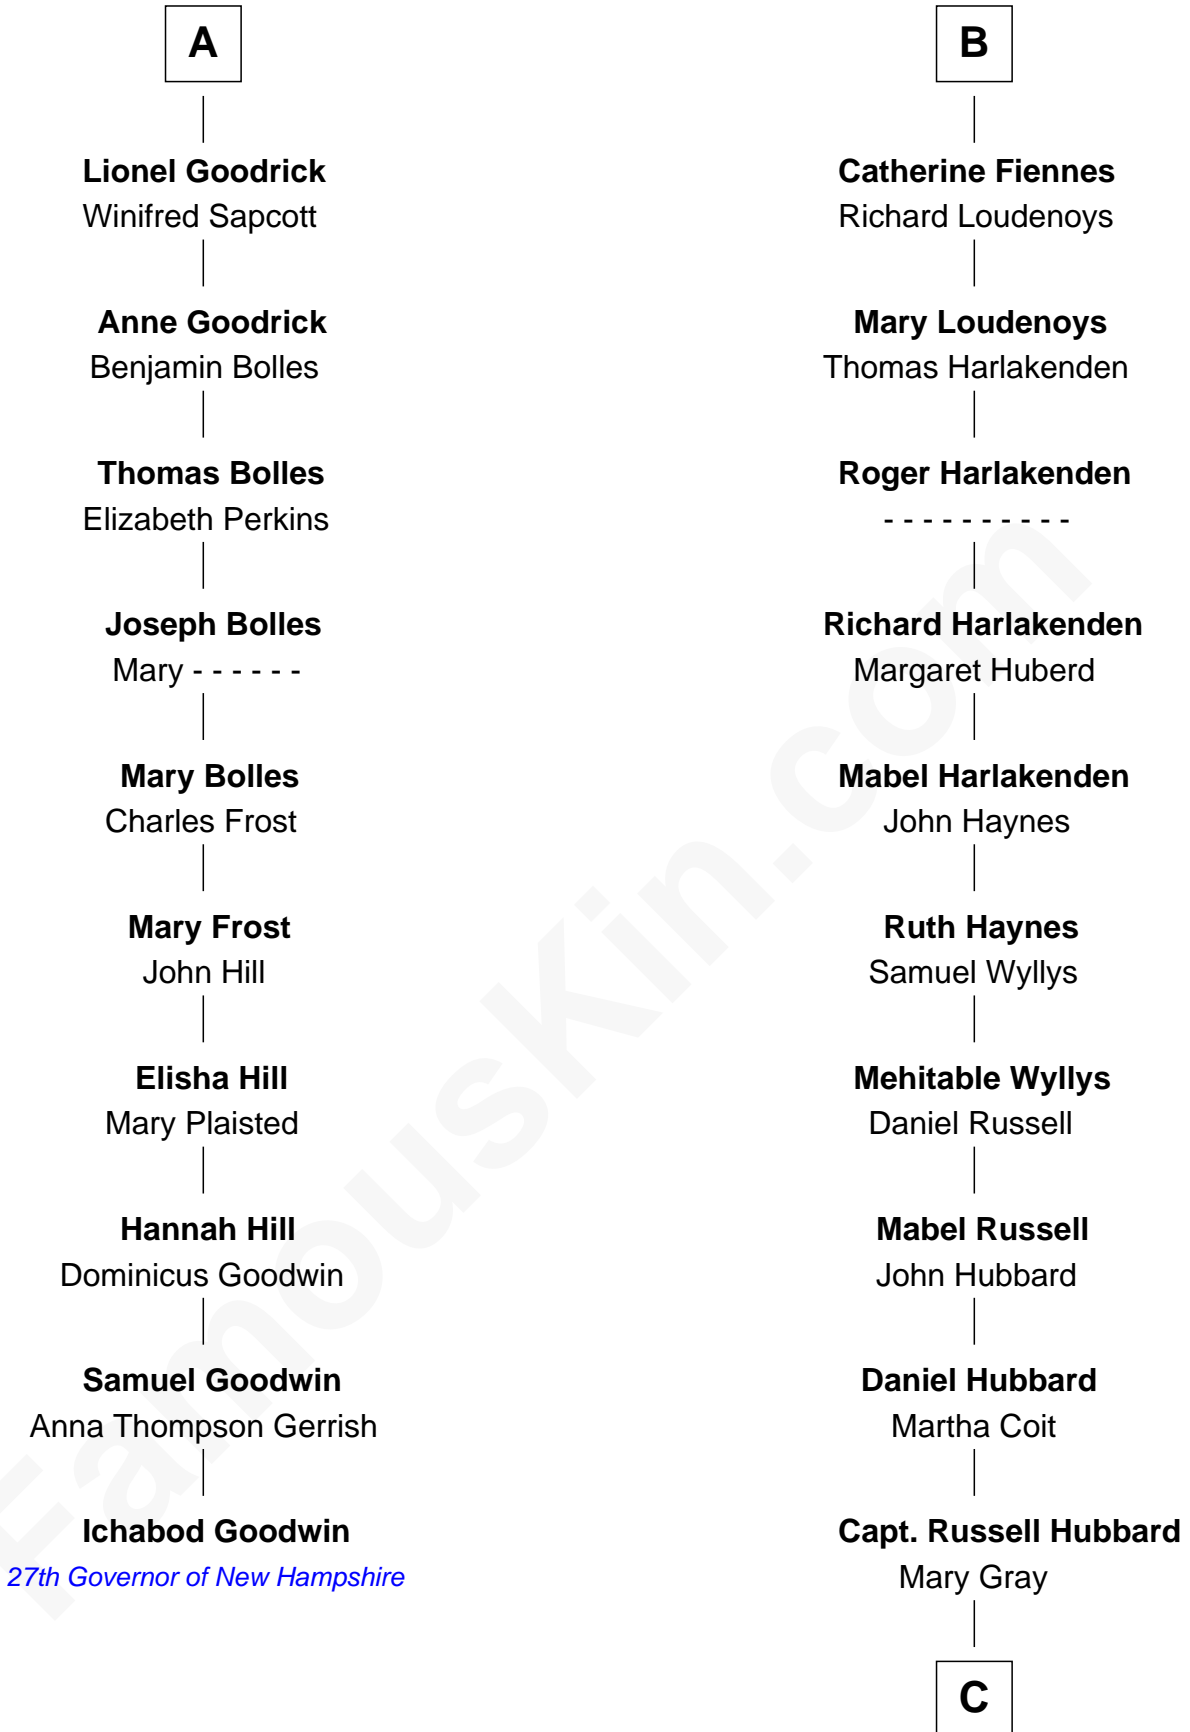 A
Lionel Goodrick
Winifred Sapcott
Anne Goodrick
Benjamin Bolles
Thomas Bolles
Elizabeth Perkins
Joseph Bolles
Mary - - - - - -
Mary Bolles
Charles Frost
Mary Frost
John Hill
Elisha Hill
Mary Plaisted
Hannah Hill
Dominicus Goodwin
Samuel Goodwin
Anna Thompson Gerrish
Ichabod Goodwin
27th Governor of New Hampshire
B
Catherine Fiennes
Richard Loudenoys
Mary Loudenoys
Thomas Harlakenden
Roger Harlakenden
- - - - - - - - - -
Richard Harlakenden
Margaret Huberd
Mabel Harlakenden
John Haynes
Ruth Haynes
Samuel Wyllys
Mehitable Wyllys
Daniel Russell
Mabel Russell
John Hubbard
Daniel Hubbard
Martha Coit
Capt. Russell Hubbard
Mary Gray
C
FamousKin.com